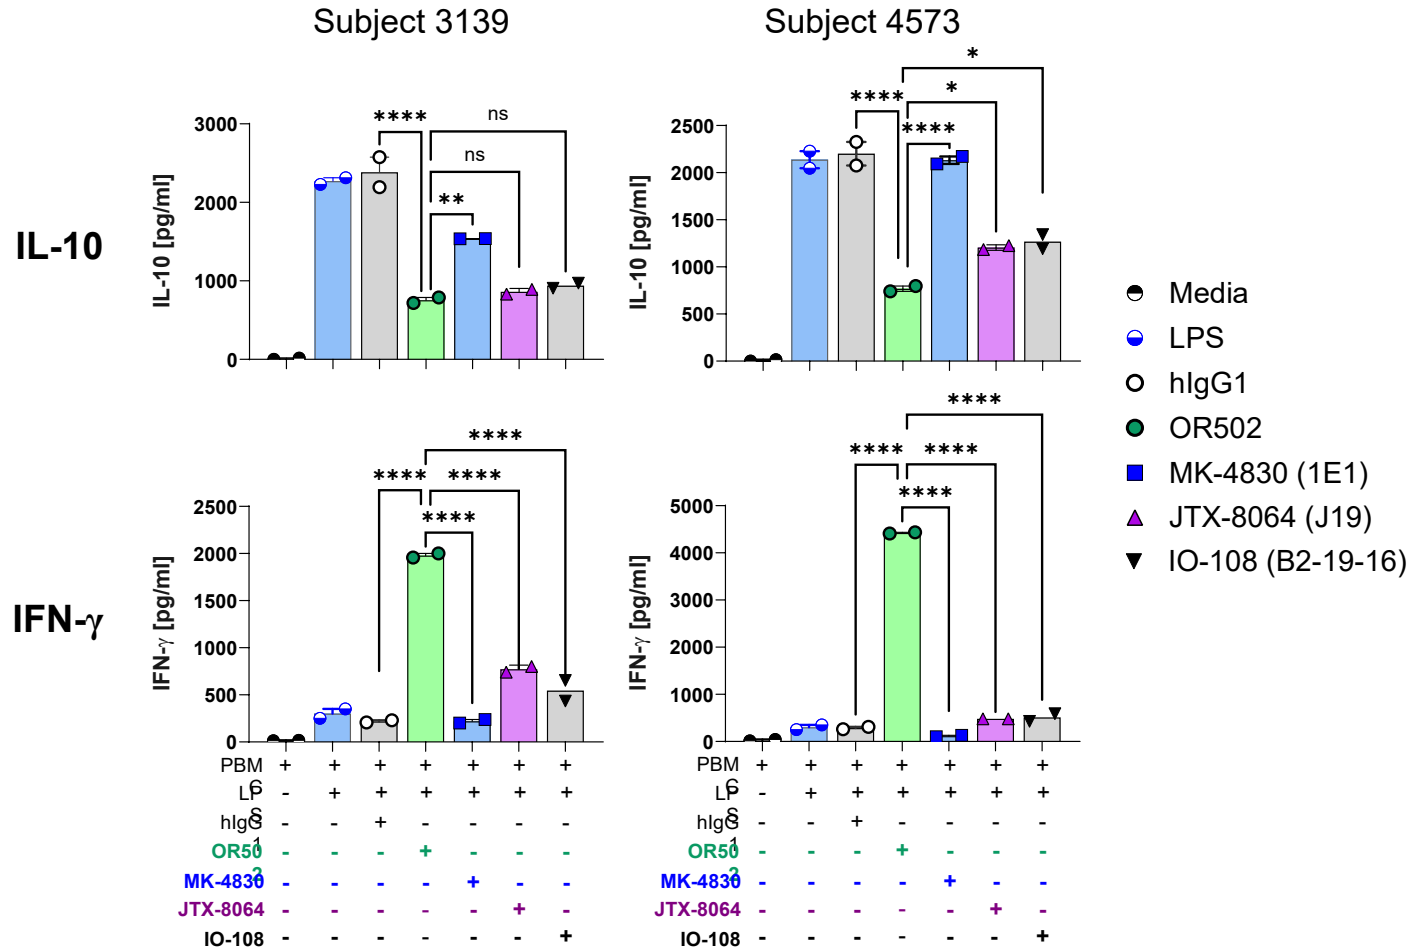 Subject 3139
Subject 4573
IL-10
IL-10 [pg/ml]
3000
2000
1000
0
****
ns
ns
**
IL-10 [pg/ml]
2500
2000
1500
1000
500
0
*
****
*
****
Media
LPS
hIgG1
OR502
MK-4830 (1E1)
JTX-8064 (J19)
IO-108 (B2-19-16)
IFN-γ
IFN-γ [pg/ml]
2500
2000
1500
1000
500
0
****
****
****
****
IFN-γ [pg/ml]
5000
4000
3000
2000
1000
0
****
****
****
****
PBMC + + + + + + +
LPS - + + + + + +
hIgG1 - - + - - - -
OR502 - - - + - - -
MK-4830 - - - - + - -
JTX-8064 - - - - - + -
IO-108 - - - - - - +
PBMC + + + + + + +
LPS - + + + + + +
hIgG1 - - + - - - -
OR502 - - - + - - -
MK-4830 - - - - + - -
JTX-8064 - - - - - + -
IO-108 - - - - - - +